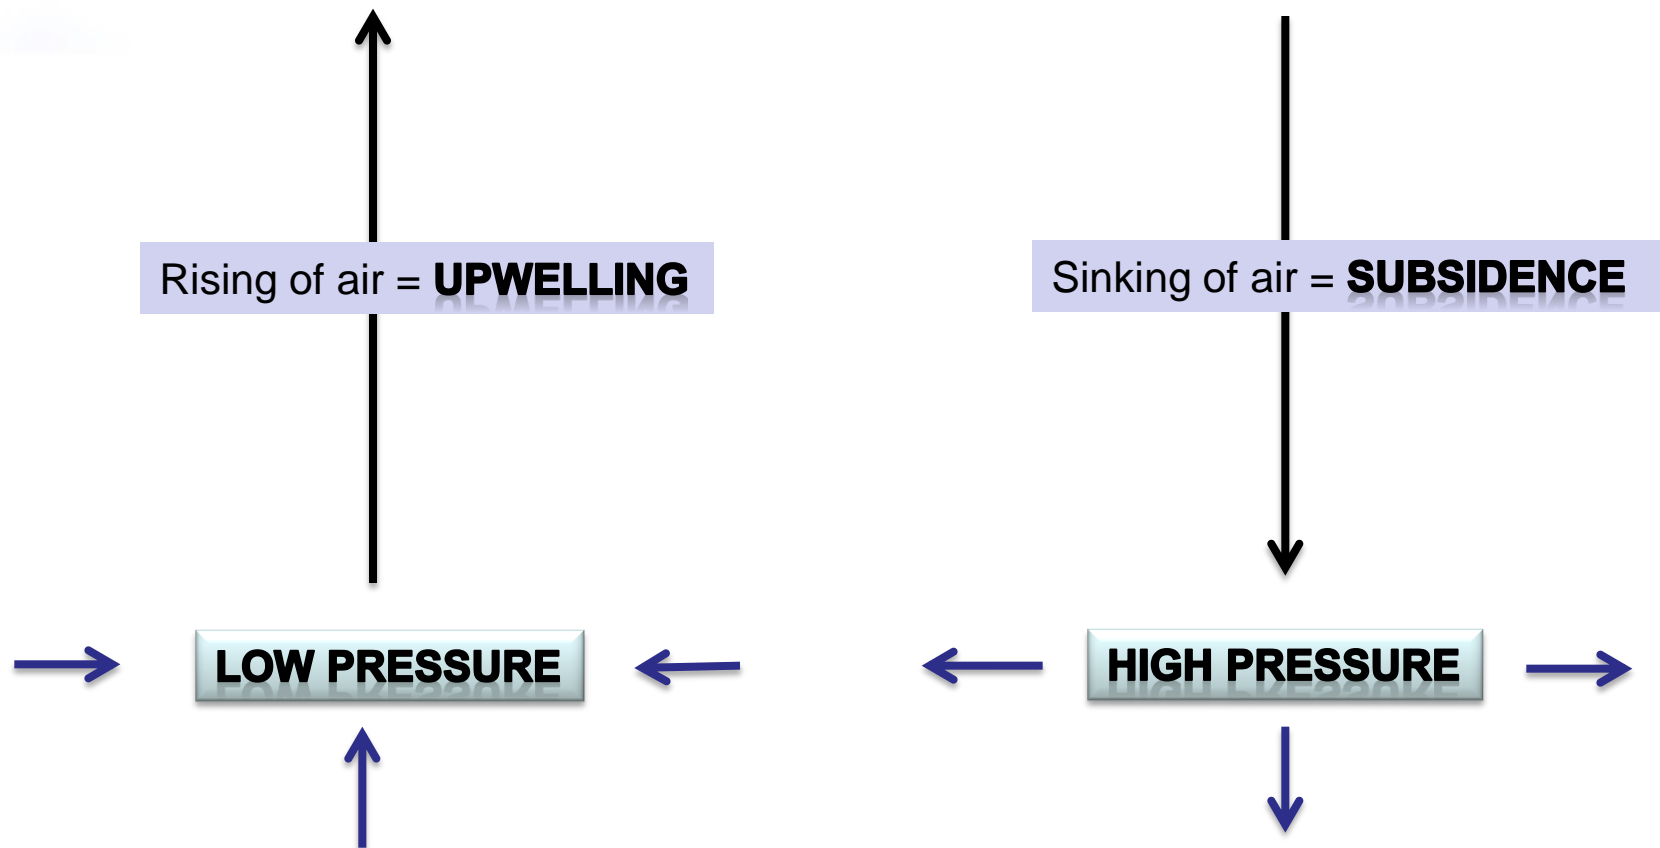 Rising of air = UPWELLING
Sinking of air = SUBSIDENCE
LOW PRESSURE
HIGH PRESSURE